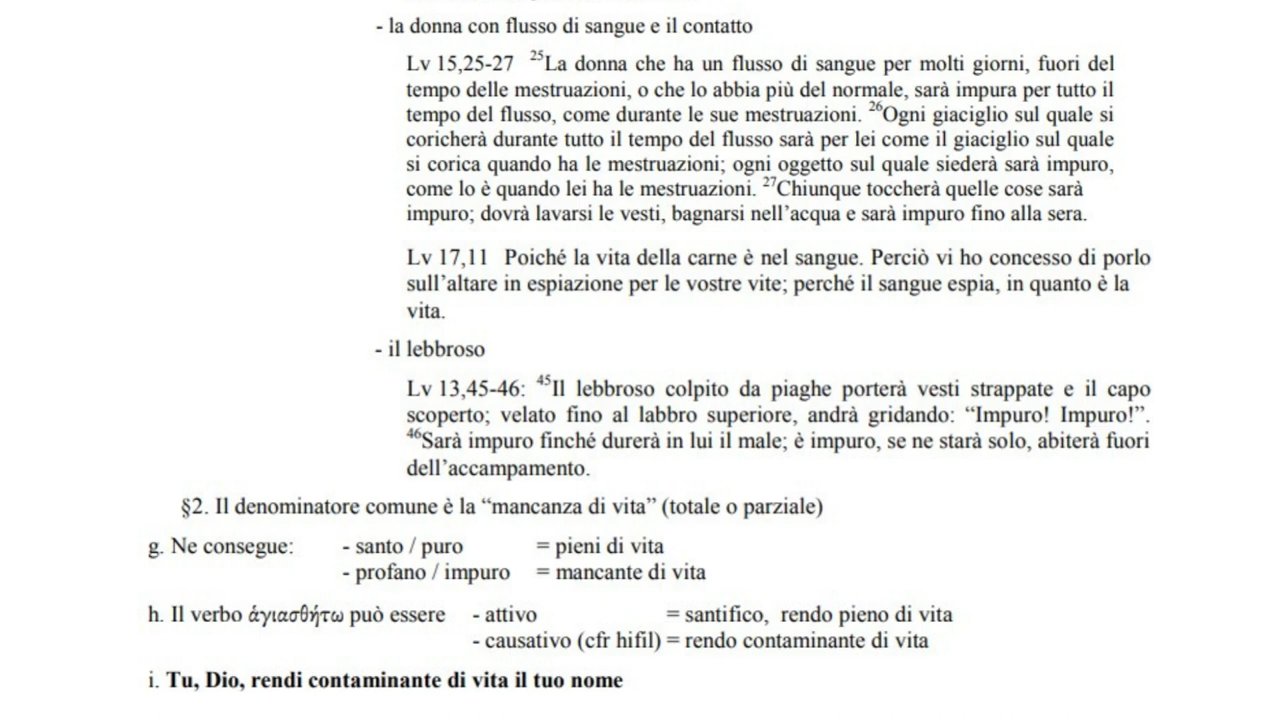 - la donna con flusso di sangue e il contatto
Lv 15,25-27 ²⁵La donna che ha un flusso di sangue per molti giorni, fuori del
tempo delle mestruazioni, o che lo abbia più del normale, sarà impura per tutto il
tempo del flusso, come durante le sue mestruazioni. ²⁶Ogni giaciglio sul quale si
coricherà durante tutto il tempo del flusso sarà per lei come il giaciglio sul quale
si corica quando ha le mestruazioni; ogni oggetto sul quale siederà sarà impuro,
come lo è quando lei ha le mestruazioni. ²⁷Chiunque toccherà quelle cose sarà
impuro; dovrà lavarsi le vesti, bagnarsi nell’acqua e sarà impuro fino alla sera.
Lv 17,11 Poiché la vita della carne è nel sangue. Perciò vi ho concesso di porlo
sull’altare in espiazione per le vostre vite; perché il sangue espia, in quanto è la
vita.
- il lebbroso
Lv 13,45-46: ⁴⁵Il lebbroso colpito da piaghe porterà vesti strappate e il capo
scoperto; velato fino al labbro superiore, andrà gridando: “Impuro! Impuro!”.
⁴⁶Sarà impuro finché durerà in lui il male; è impuro, se ne starà solo, abiterà fuori
dell’accampamento.
§2. Il denominatore comune è la “mancanza di vita” (totale o parziale)
g. Ne consegue: - santo / puro = pieni di vita
- profano / impuro = mancante di vita
h. Il verbo ἁγιασθήτω può essere - attivo = santifico, rendo pieno di vita
- causativo (cfr hifil) = rendo contaminante di vita
i. Tu, Dio, rendi contaminante di vita il tuo nome